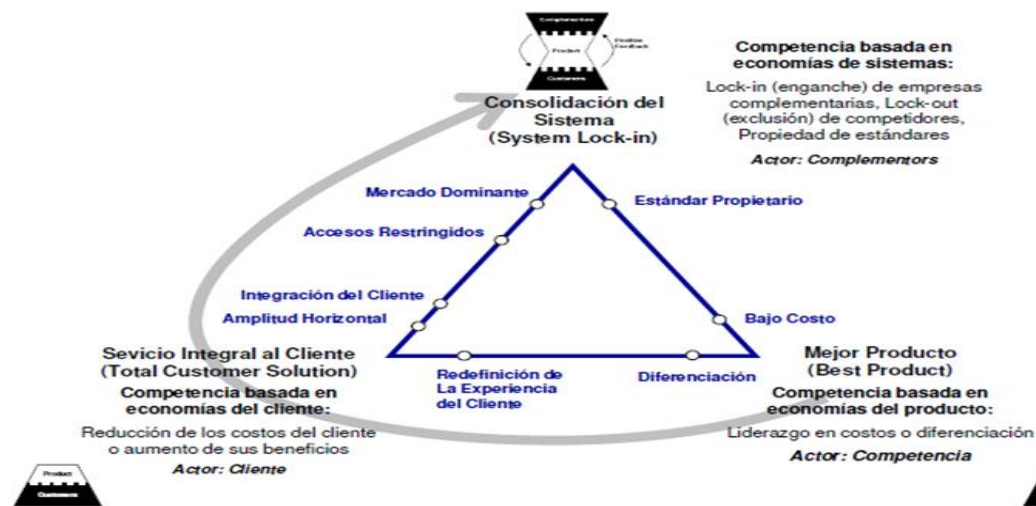 Complementors
Positive
Feedback
Product
Customers
Consolidación del
Sistema
(System Lock-in)
Competencia basada en
economías de sistemas:
Lock-in (enganche) de empresas
complementarias, Lock-out
(exclusión) de competidores,
Propiedad de estándares
Actor: Complementors
Mercado Dominante
Estándar Propietario
Accesos Restringidos
Integración del Cliente
Amplitud Horizontal
Bajo Costo
Sevicio Integral al Cliente
(Total Customer Solution)
Competencia basada en
economías del cliente:
Reducción de los costos del cliente
o aumento de sus beneficios
Actor: Cliente
Redefinición de
La Experiencia
del Cliente
Diferenciación
Mejor Producto
(Best Product)
Competencia basada en
economías del producto:
Liderazgo en costos o diferenciación
Actor: Competencia
Product
Customers